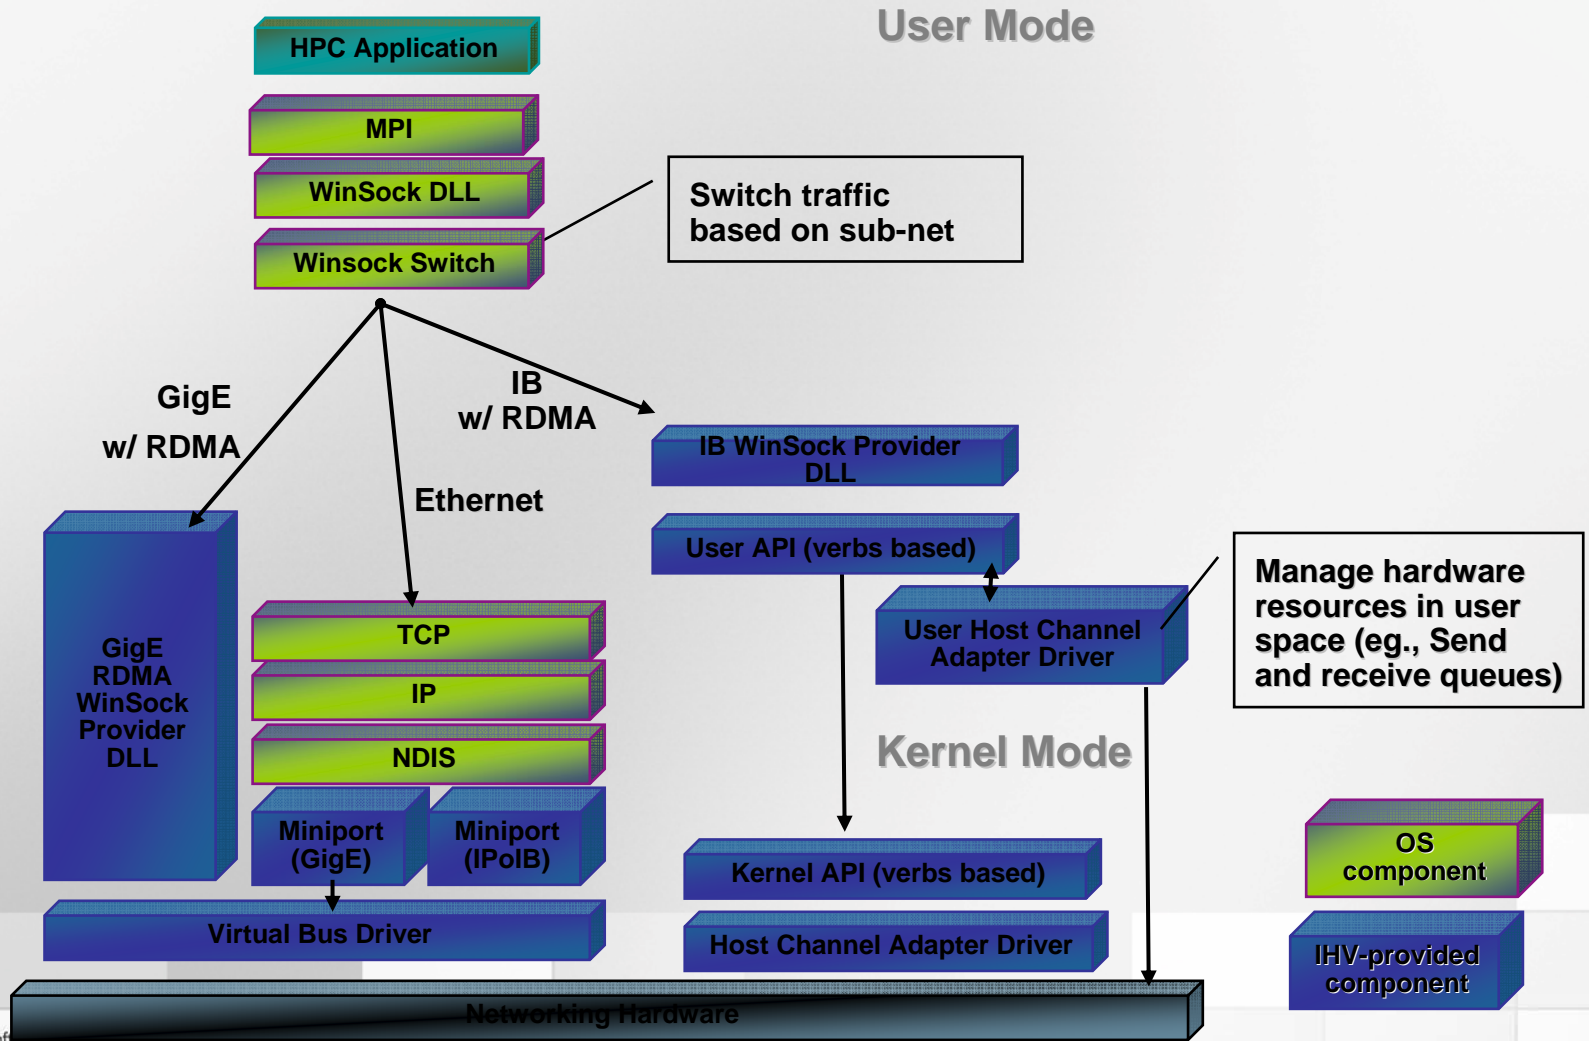 User Mode
HPC Application
MPI
WinSock DLL
Winsock Switch
Switch traffic
based on sub-net
GigE
w/ RDMA
IB
w/ RDMA
Ethernet
IB WinSock Provider
DLL
User API (verbs based)
User Host Channel
Adapter Driver
Manage hardware
resources in user
space (eg., Send
and receive queues)
GigE
RDMA
WinSock
Provider
DLL
TCP
IP
NDIS
Kernel Mode
Miniport
(GigE)
Miniport
(IPoIB)
Kernel API (verbs based)
Virtual Bus Driver
Host Channel Adapter Driver
OS
component
IHV-provided
component
Networking Hardware